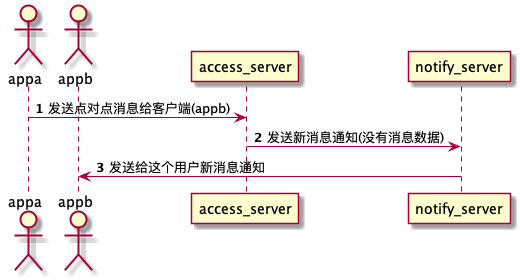 appa appb access_server notify_server
1 发送点对点消息给客户端(appb)
2 发送新消息通知(没有消息数据)
3 发送给这个用户新消息通知
appa appb access_server notify_server